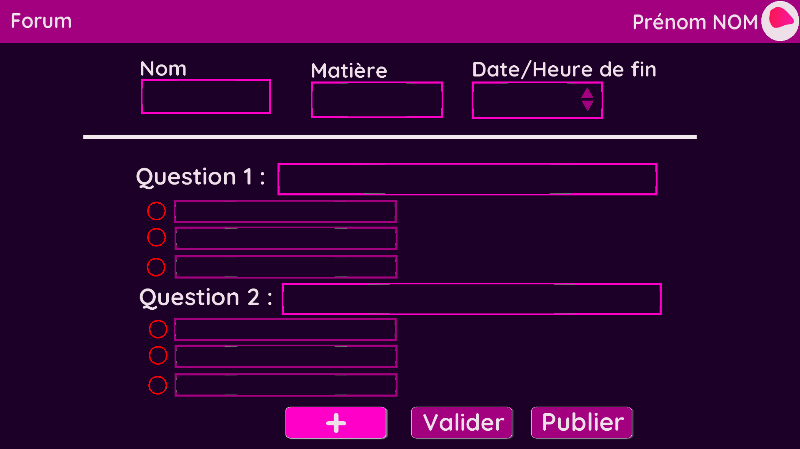 Forum
Prénom NOM
Nom
Matière
Date/Heure de fin
Question 1 :
Question 2 :
+
Valider
Publier